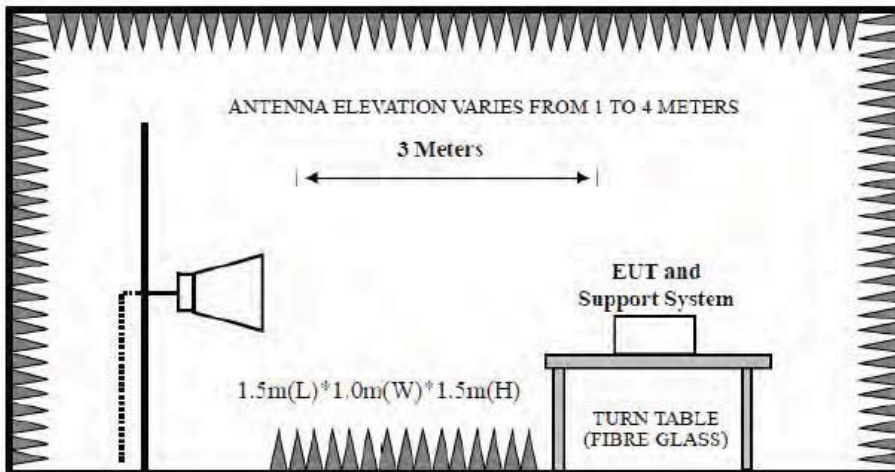 ANTENNA ELEVATION VARIES FROM 1 TO 4 METERS
3 Meters
EUT and
Support System
1.5m(L)*1.0m(W)*1.5m(H)
TURN TABLE
(FIBRE GLASS)